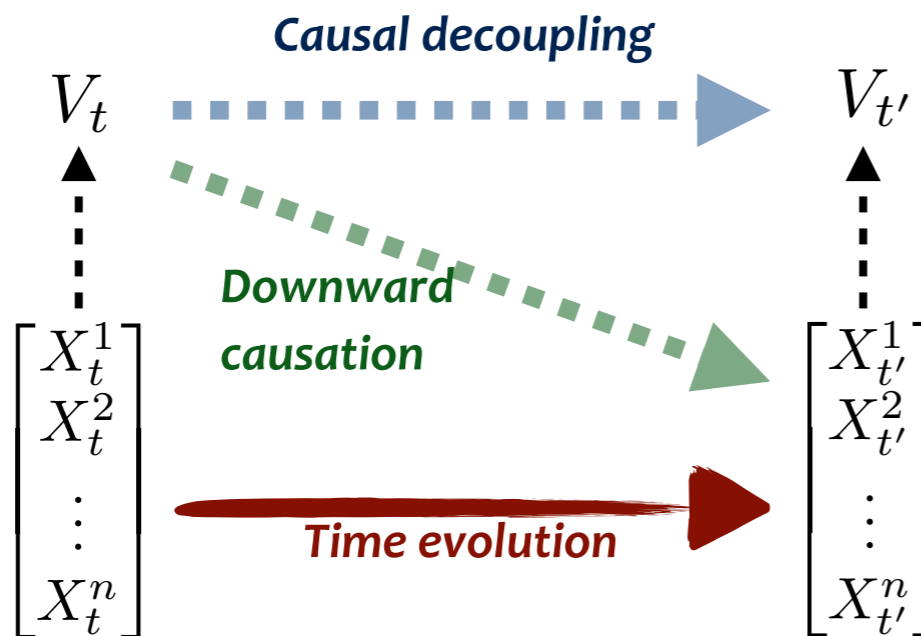 Causal decoupling
V_t
V_{t'}
Downward
causation
X_t^1
X_t^2
⋮
X_t^n
X_{t'}^1
X_{t'}^2
⋮
X_{t'}^n
Time evolution